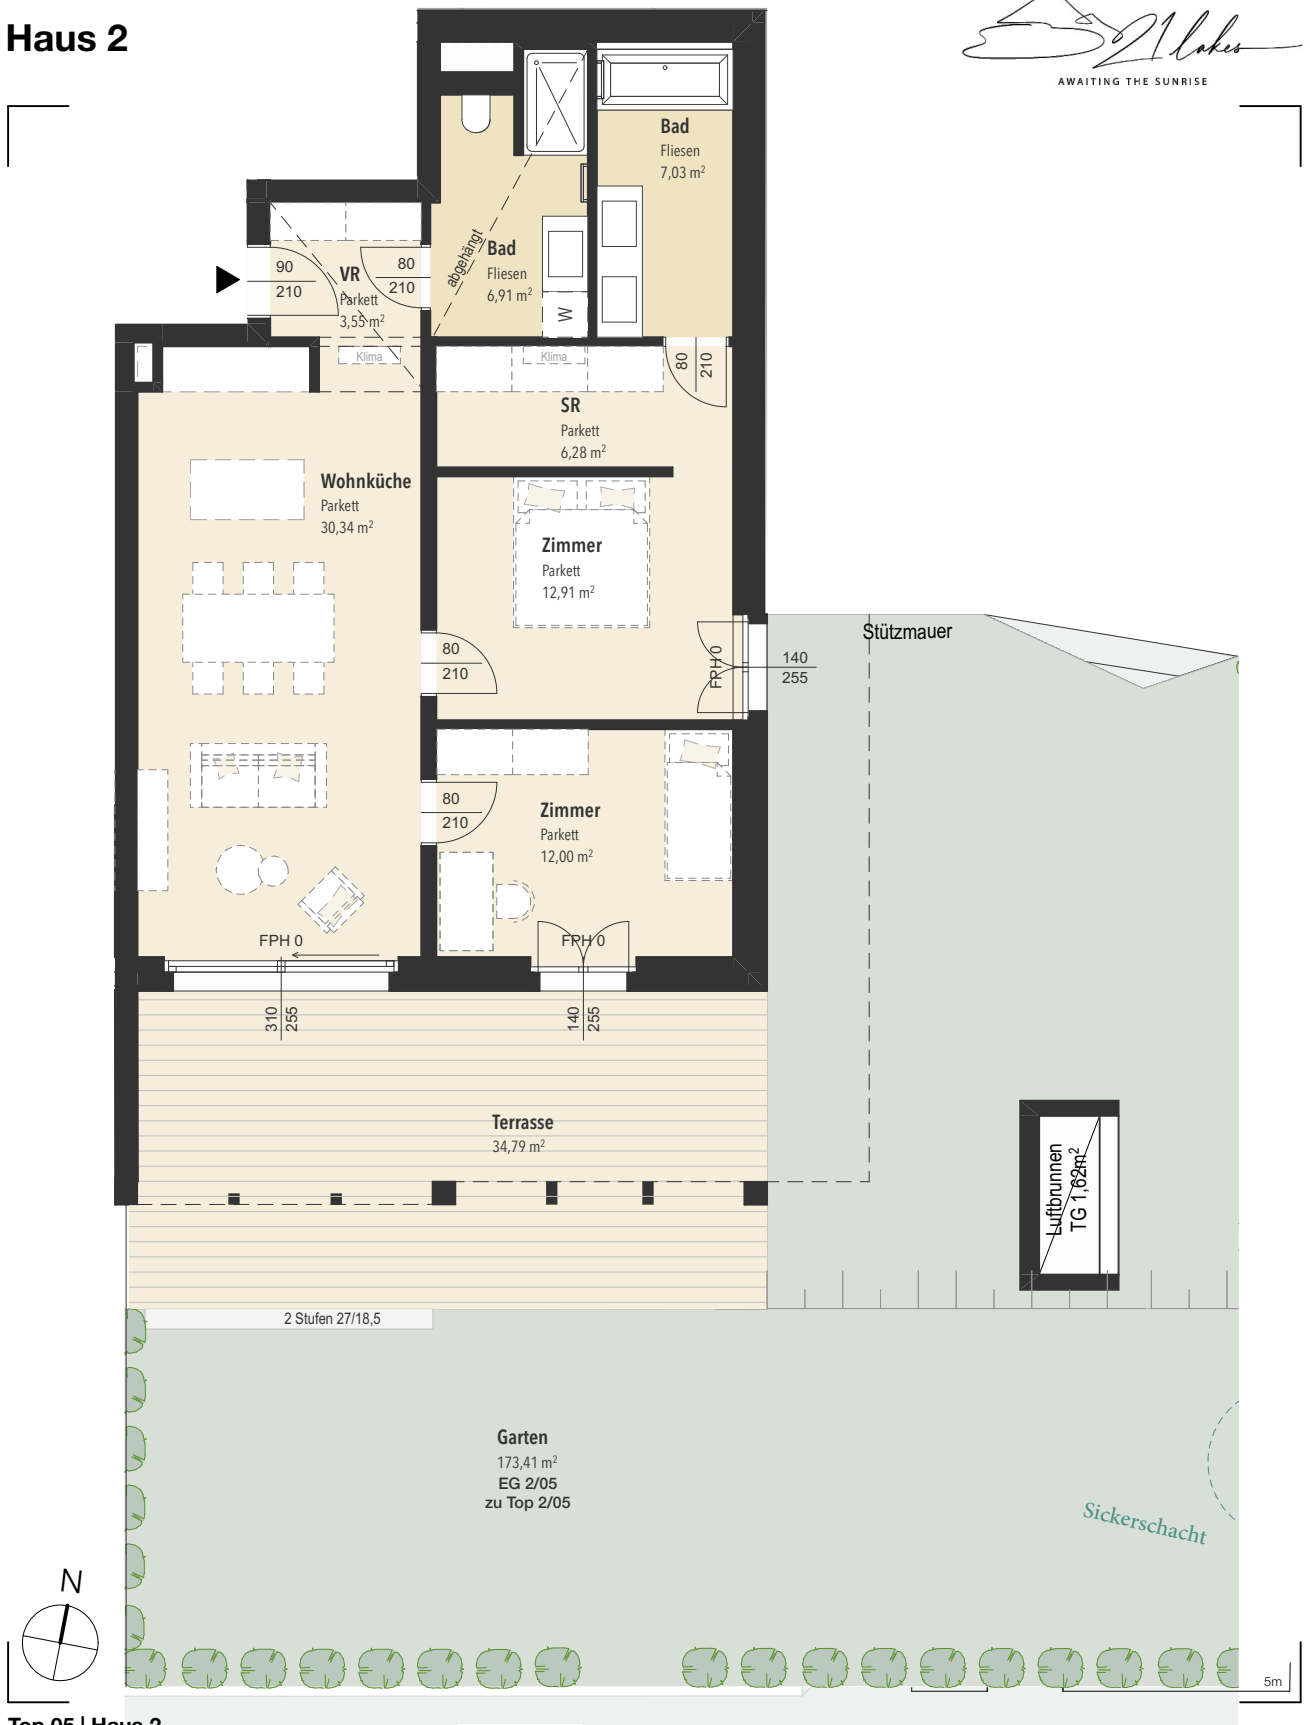 Haus 2
21 lakes
AWAITING THE SUNRISE
Bad
Fliesen
7,03 m²
abgehängt
Bad
Fliesen
6,91 m²
W
90
210
VR
Parkett
3,55 m²
80
210
Klima
Klima
80
210
SR
Parkett
6,28 m²
Wohnküche
Parkett
30,34 m²
Zimmer
Parkett
12,91 m²
80
210
FPH 0
140
255
Stützmauer
80
210
Zimmer
Parkett
12,00 m²
FPH 0
FPH 0
310
255
140
255
Terrasse
34,79 m²
Luftbrunnen
TG 1,62m²
2 Stufen 27/18,5
Garten
173,41 m²
EG 2/05
zu Top 2/05
Sickerschacht
N
5m
Top 05 | Haus 2